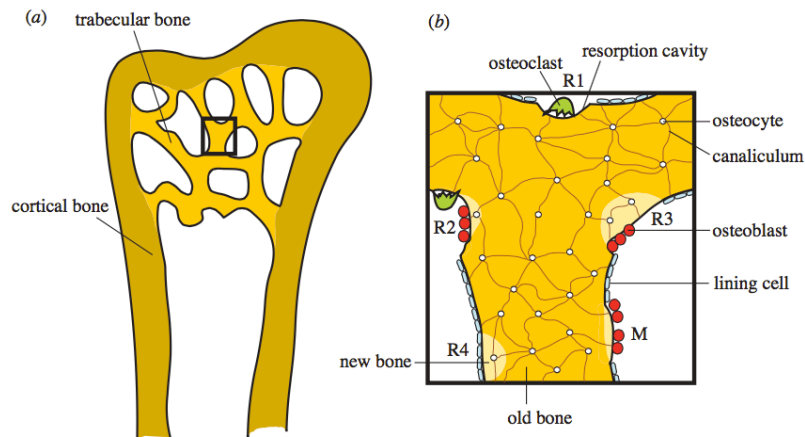 (a)
trabecular bone
cortical bone
(b)
osteoclast
R1
resorption cavity
osteocyte
canaliculum
R2
R3
osteoblast
lining cell
M
R4
new bone
old bone